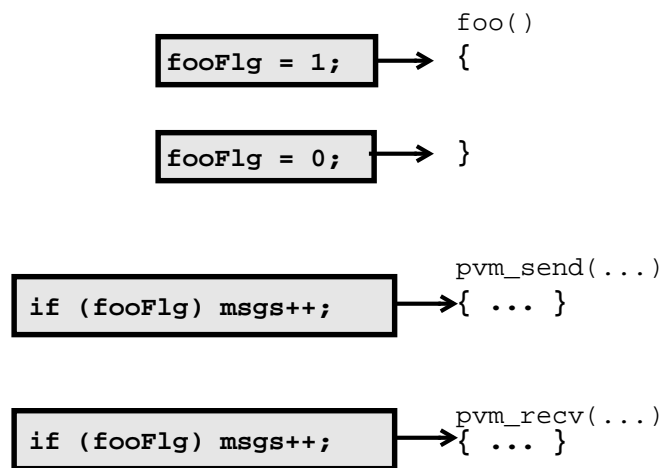 foo()
fooFlg = 1; {
fooFlg = 0; }
pvm_send(...)
if (fooFlg) msgs++; { ... }
pvm_recv(...)
if (fooFlg) msgs++; { ... }